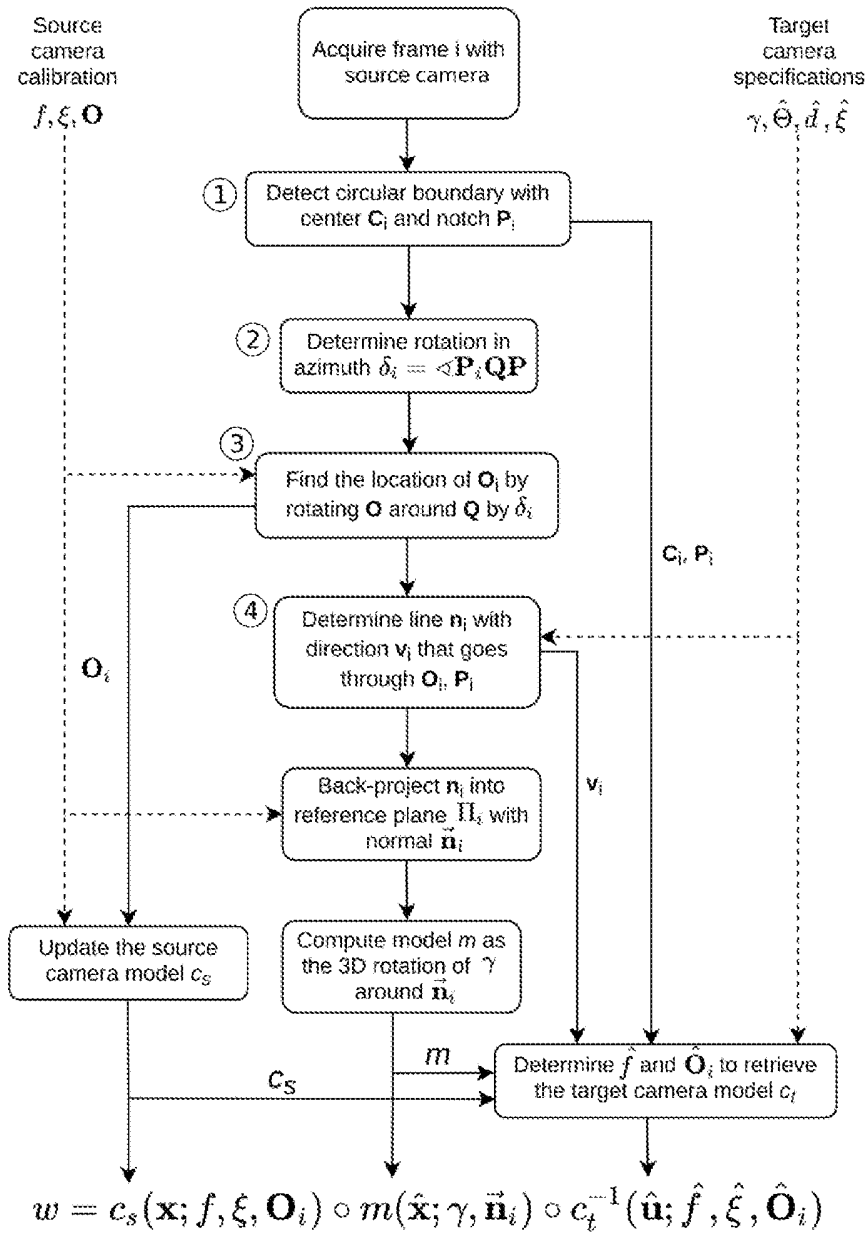 Source
camera
calibration
f, ξ, O
Acquire frame i with
source camera
Target
camera
specifications
γ, Θ̂, d̂, ξ̂
1
Detect circular boundary with
center Cᵢ and notch Pᵢ
2
Determine rotation in
azimuth δᵢ = ∢PᵢQP
3
Find the location of Oᵢ by
rotating O around Q by δᵢ
Cᵢ, Pᵢ
4
Determine line nᵢ with
direction vᵢ that goes
through Oᵢ, Pᵢ
Oᵢ
Back-project nᵢ into
reference plane Πᵢ with
normal n⃗ᵢ
vᵢ
Update the source
camera model cₛ
Compute model m as
the 3D rotation of γ
around n⃗ᵢ
m
cₛ
Determine f̂ and Ôᵢ to retrieve
the target camera model cₜ
w = cₛ(x; f, ξ, Oᵢ) ∘ m(x̂; γ, n⃗ᵢ) ∘ cₜ⁻¹(û; f̂, ξ̂, Ôᵢ)